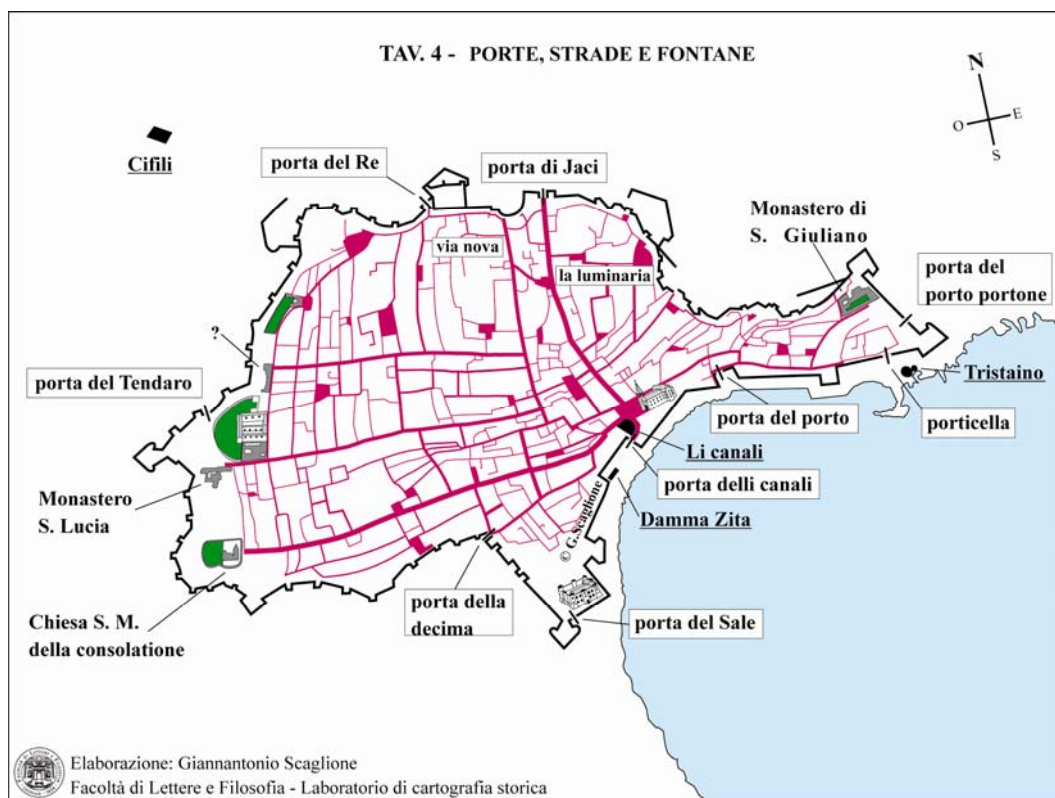 TAV. 4 - PORTE, STRADE E FONTANE
N
O
E
S
Cifili
porta del Re
porta di Jaci
Monastero di
S. Giuliano
via nova
la luminaria
porta del
porto portone
?
porta del Tendaro
Tristaino
porta del porto
porticella
Li canali
Monastero
S. Lucia
porta delli canali
Damma Zita
© G.Scaglione
Chiesa S. M.
della consolatione
porta della
decima
porta del Sale
Elaborazione: Giannantonio Scaglione
Facoltà di Lettere e Filosofia - Laboratorio di cartografia storica